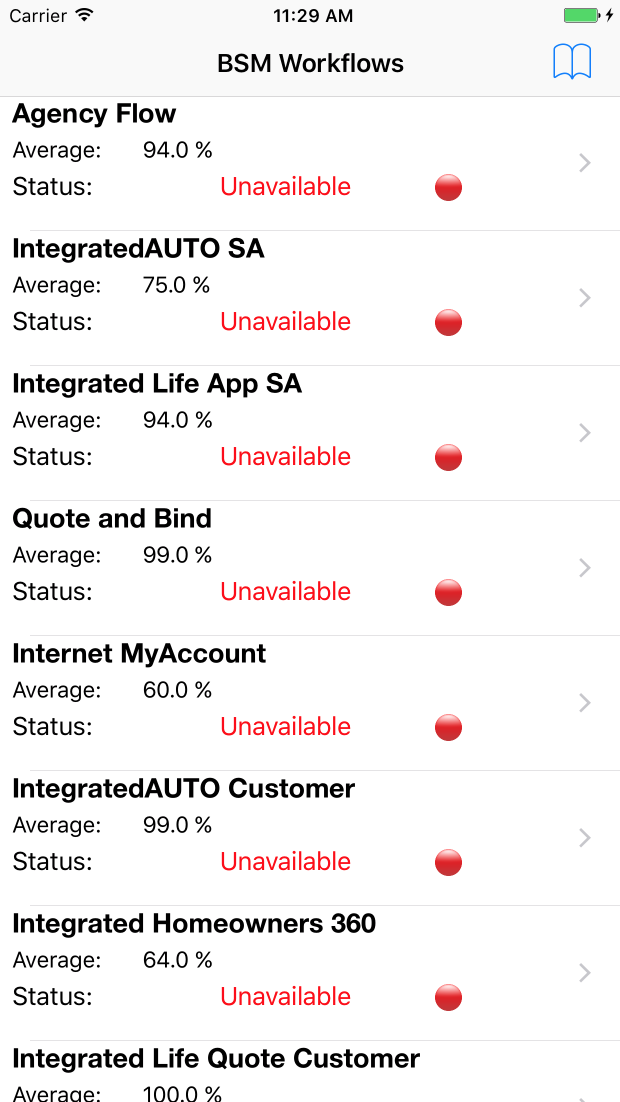 Carrier 11:29 AM
BSM Workflows
Agency Flow
Average: 94.0 %
Status: Unavailable
IntegratedAUTO SA
Average: 75.0 %
Status: Unavailable
Integrated Life App SA
Average: 94.0 %
Status: Unavailable
Quote and Bind
Average: 99.0 %
Status: Unavailable
Internet MyAccount
Average: 60.0 %
Status: Unavailable
IntegratedAUTO Customer
Average: 99.0 %
Status: Unavailable
Integrated Homeowners 360
Average: 64.0 %
Status: Unavailable
Integrated Life Quote Customer
Average: 100.0 %